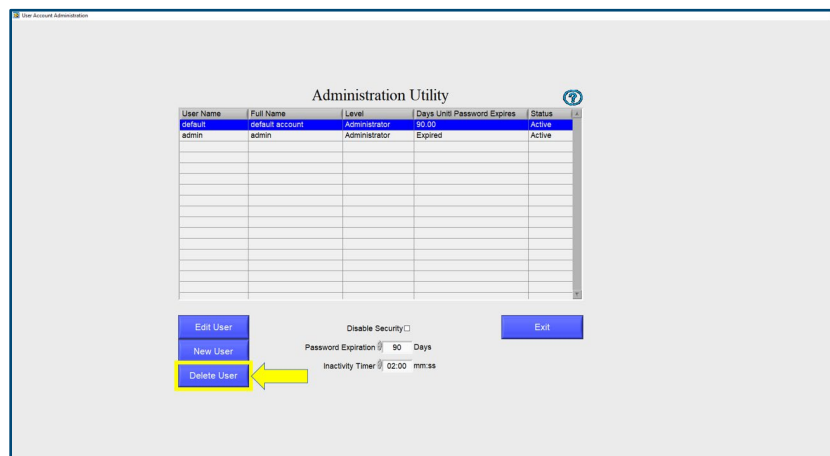 User Account Administration
Administration Utility
?
User Name Full Name Level Days Until Password Expires Status
default default account Administrator 90.00 Active
admin admin Administrator Expired Active
Edit User
Disable Security
Exit
New User
Password Expiration 90 Days
Inactivity Timer 02:00 mm:ss
Delete User